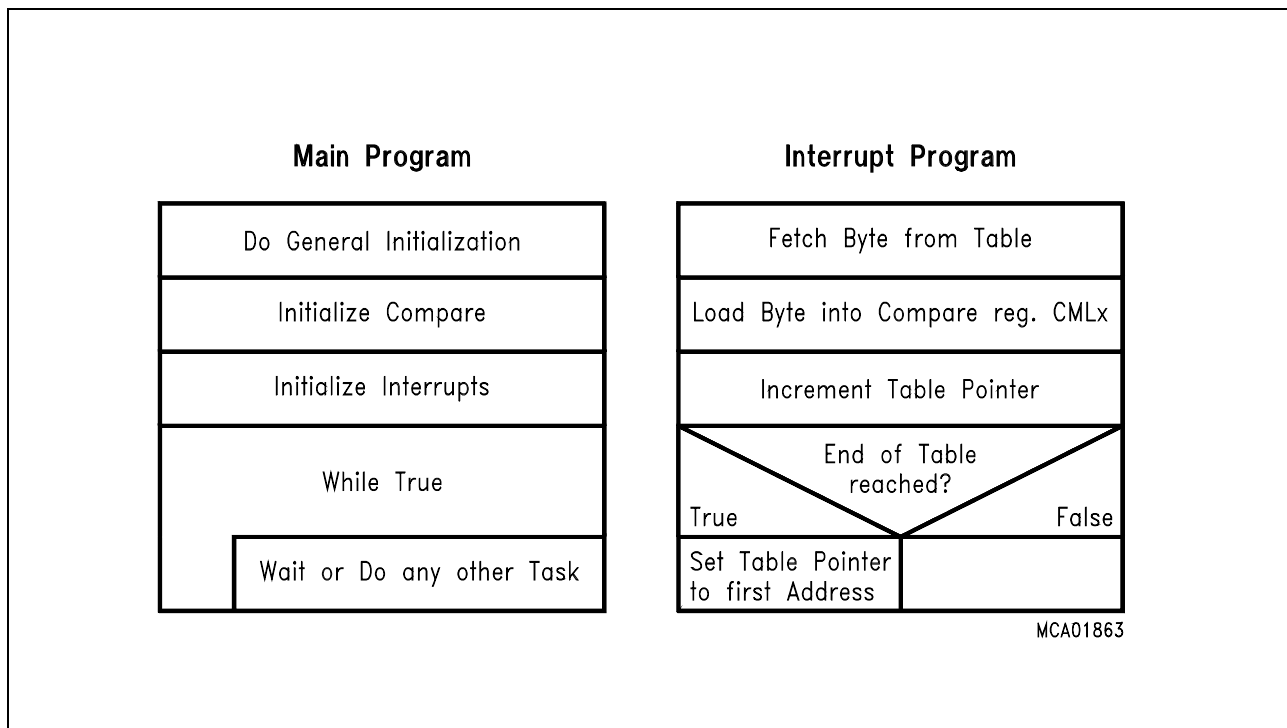 Main Program
Do General Initialization
Initialize Compare
Initialize Interrupts
While True
Wait or Do any other Task
Interrupt Program
Fetch Byte from Table
Load Byte into Compare reg. CMLx
Increment Table Pointer
End of Table
reached?
True
False
Set Table Pointer
to first Address
MCA01863